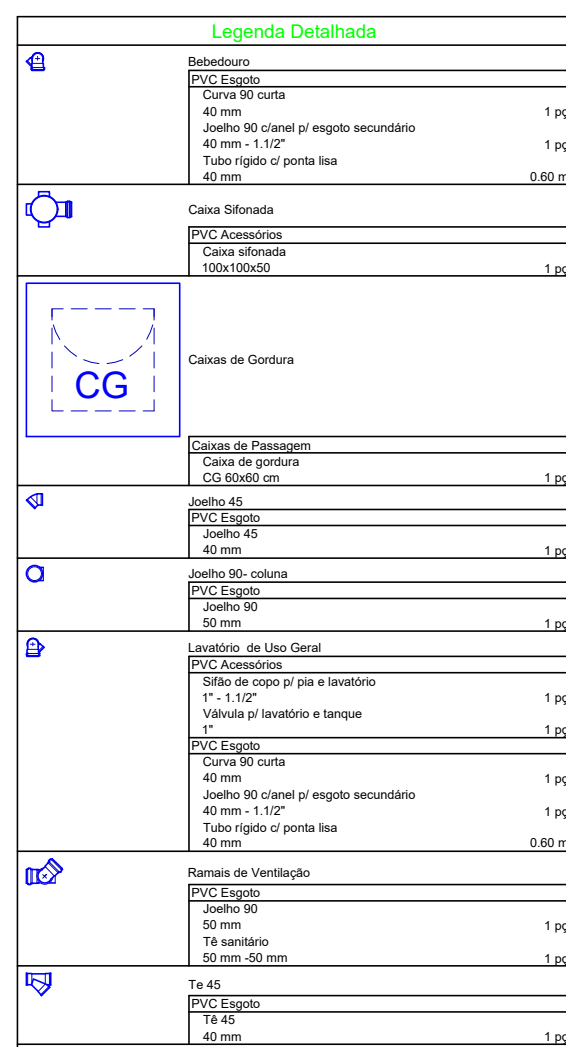 Legenda Detalhada
Bebedouro
PVC Esgoto
Curva 90 curta
40 mm 1 pç
Joelho 90 c/anel p/ esgoto secundário
40 mm - 1.1/2" 1 pç
Tubo rígido c/ ponta lisa
40 mm 0.60 m
Caixa Sifonada
PVC Acessórios
Caixa sifonada
100x100x50 1 pç
CG
Caixas de Gordura
Caixas de Passagem
Caixa de gordura
CG 60x60 cm 1 pç
Joelho 45
PVC Esgoto
Joelho 45
40 mm 1 pç
Joelho 90- coluna
PVC Esgoto
Joelho 90
50 mm 1 pç
Lavatório de Uso Geral
PVC Acessórios
Sifão de copo p/ pia e lavatório
1" - 1.1/2" 1 pç
Válvula p/ lavatório e tanque
1" 1 pç
PVC Esgoto
Curva 90 curta
40 mm 1 pç
Joelho 90 c/anel p/ esgoto secundário
40 mm - 1.1/2" 1 pç
Tubo rígido c/ ponta lisa
40 mm 0.60 m
Ramais de Ventilação
PVC Esgoto
Joelho 90
50 mm 1 pç
Tê sanitário
50 mm -50 mm 1 pç
Te 45
PVC Esgoto
Tê 45
40 mm 1 pç